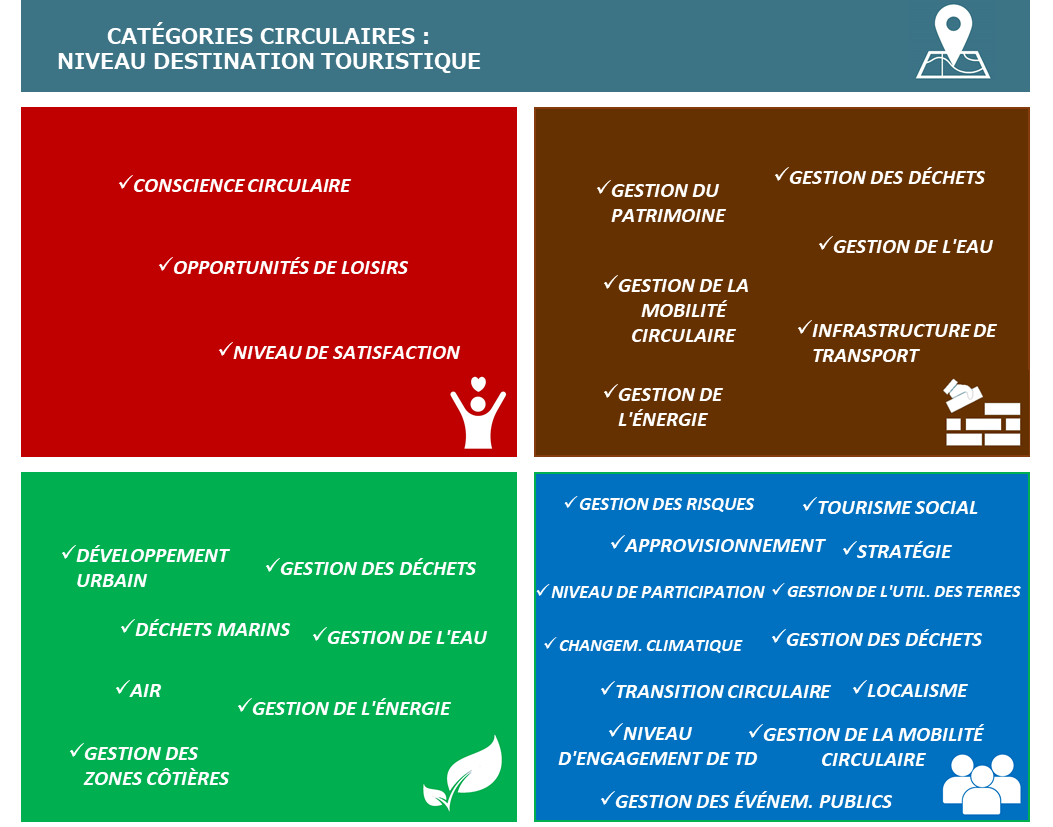 CATÉGORIES CIRCULAIRES :
NIVEAU DESTINATION TOURISTIQUE
✓CONSCIENCE CIRCULAIRE
✓OPPORTUNITÉS DE LOISIRS
✓NIVEAU DE SATISFACTION
✓GESTION DU
PATRIMOINE
✓GESTION DES DÉCHETS
✓GESTION DE L'EAU
✓GESTION DE LA
MOBILITÉ
CIRCULAIRE
✓INFRASTRUCTURE DE
TRANSPORT
✓GESTION DE
L'ÉNERGIE
✓DÉVELOPPEMENT
URBAIN
✓GESTION DES DÉCHETS
✓DÉCHETS MARINS
✓GESTION DE L'EAU
✓AIR
✓GESTION DE L'ÉNERGIE
✓GESTION DES
ZONES CÔTIÈRES
✓GESTION DES RISQUES
✓TOURISME SOCIAL
✓APPROVISIONNEMENT
✓STRATÉGIE
✓NIVEAU DE PARTICIPATION
✓GESTION DE L'UTIL. DES TERRES
✓CHANGEM. CLIMATIQUE
✓GESTION DES DÉCHETS
✓TRANSITION CIRCULAIRE
✓LOCALISME
✓NIVEAU
D'ENGAGEMENT DE TD
✓GESTION DE LA MOBILITÉ
CIRCULAIRE
✓GESTION DES ÉVÉNEM. PUBLICS